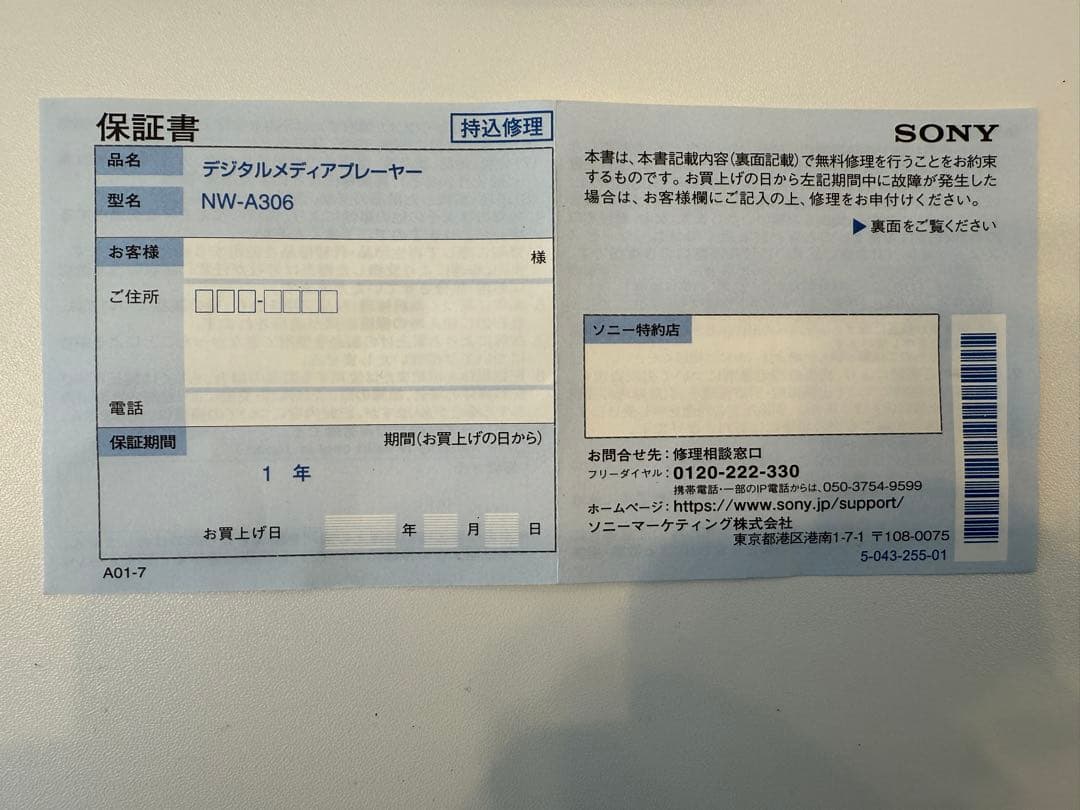 保証書
持込修理
品名 デジタルメディアプレーヤー
型名 NW-A306
お客様 様
ご住所 □□□-□□□□
電話
保証期間 期間(お買上げの日から)
1 年
お買上げ日 年 月 日
A01-7
SONY
本書は、本書記載内容(裏面記載)で無料修理を行うことをお約束
するものです。お買上げの日から左記期間中に故障が発生した
場合は、お客様欄にご記入の上、修理をお申付けください。
▶裏面をご覧ください
ソニー特約店
お問合せ先：修理相談窓口
フリーダイヤル：0120-222-330
携帯電話・一部のIP電話からは、050-3754-9599
ホームページ：https://www.sony.jp/support/
ソニーマーケティング株式会社
東京都港区港南1-7-1 〒108-0075
5-043-255-01